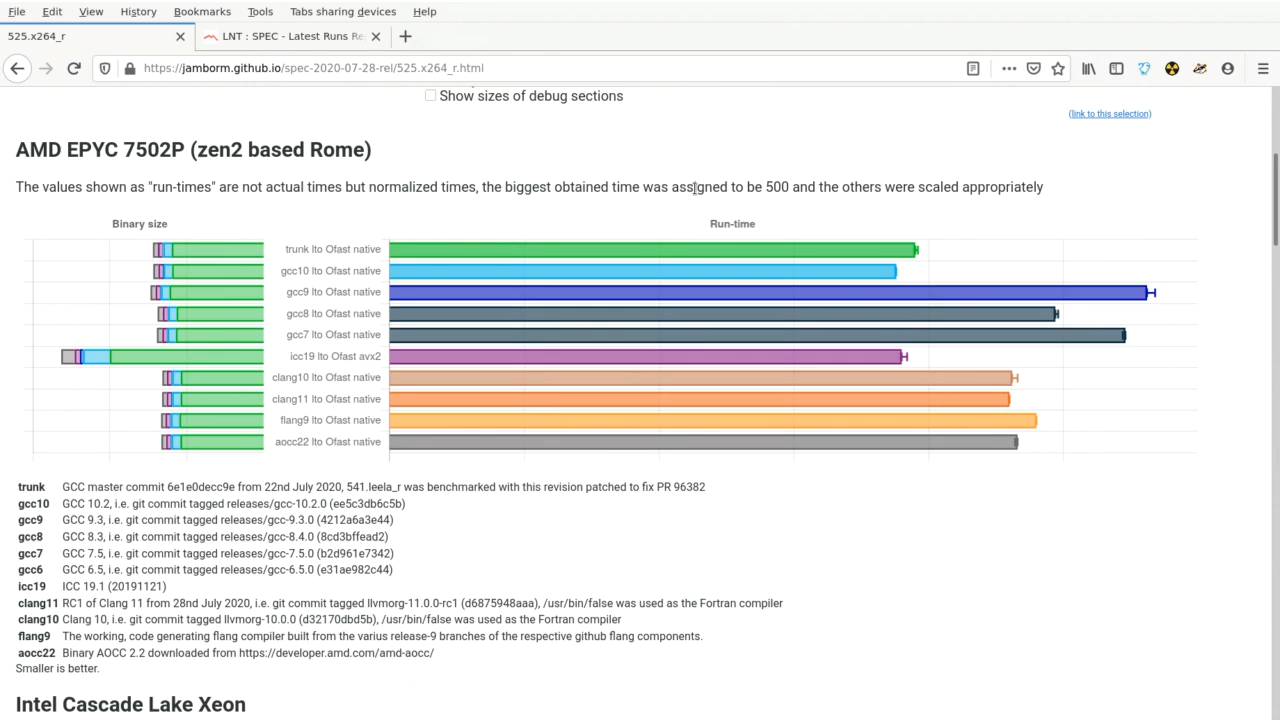 File Edit View History Bookmarks Tools Tabs sharing devices Help
525.x264_r LNT : SPEC - Latest Runs Re
https://jamborm.github.io/spec-2020-07-28-rel/525.x264_r.html
Show sizes of debug sections
(link to this selection)
AMD EPYC 7502P (zen2 based Rome)
The values shown as "run-times" are not actual times but normalized times, the biggest obtained time was assigned to be 500 and the others were scaled appropriately
Binary size Run-time
trunk lto Ofast native
gcc10 lto Ofast native
gcc9 lto Ofast native
gcc8 lto Ofast native
gcc7 lto Ofast native
icc19 lto Ofast avx2
clang10 lto Ofast native
clang11 lto Ofast native
flang9 lto Ofast native
aocc22 lto Ofast native
trunk GCC master commit 6e1e0decc9e from 22nd July 2020, 541.leela_r was benchmarked with this revision patched to fix PR 96382
gcc10 GCC 10.2, i.e. git commit tagged releases/gcc-10.2.0 (ee5c3db6c5b)
gcc9 GCC 9.3, i.e. git commit tagged releases/gcc-9.3.0 (4212a6a3e44)
gcc8 GCC 8.3, i.e. git commit tagged releases/gcc-8.4.0 (8cd3bffead2)
gcc7 GCC 7.5, i.e. git commit tagged releases/gcc-7.5.0 (b2d961e7342)
gcc6 GCC 6.5, i.e. git commit tagged releases/gcc-6.5.0 (e31ae982c44)
icc19 ICC 19.1 (20191121)
clang11 RC1 of Clang 11 from 28nd July 2020, i.e. git commit tagged llvmorg-11.0.0-rc1 (d6875948aaa), /usr/bin/false was used as the Fortran compiler
clang10 Clang 10, i.e. git commit tagged llvmorg-10.0.0 (d32170dbd5b), /usr/bin/false was used as the Fortran compiler
flang9 The working, code generating flang compiler built from the varius release-9 branches of the respective github flang components.
aocc22 Binary AOCC 2.2 downloaded from https://developer.amd.com/amd-aocc/
Smaller is better.
Intel Cascade Lake Xeon